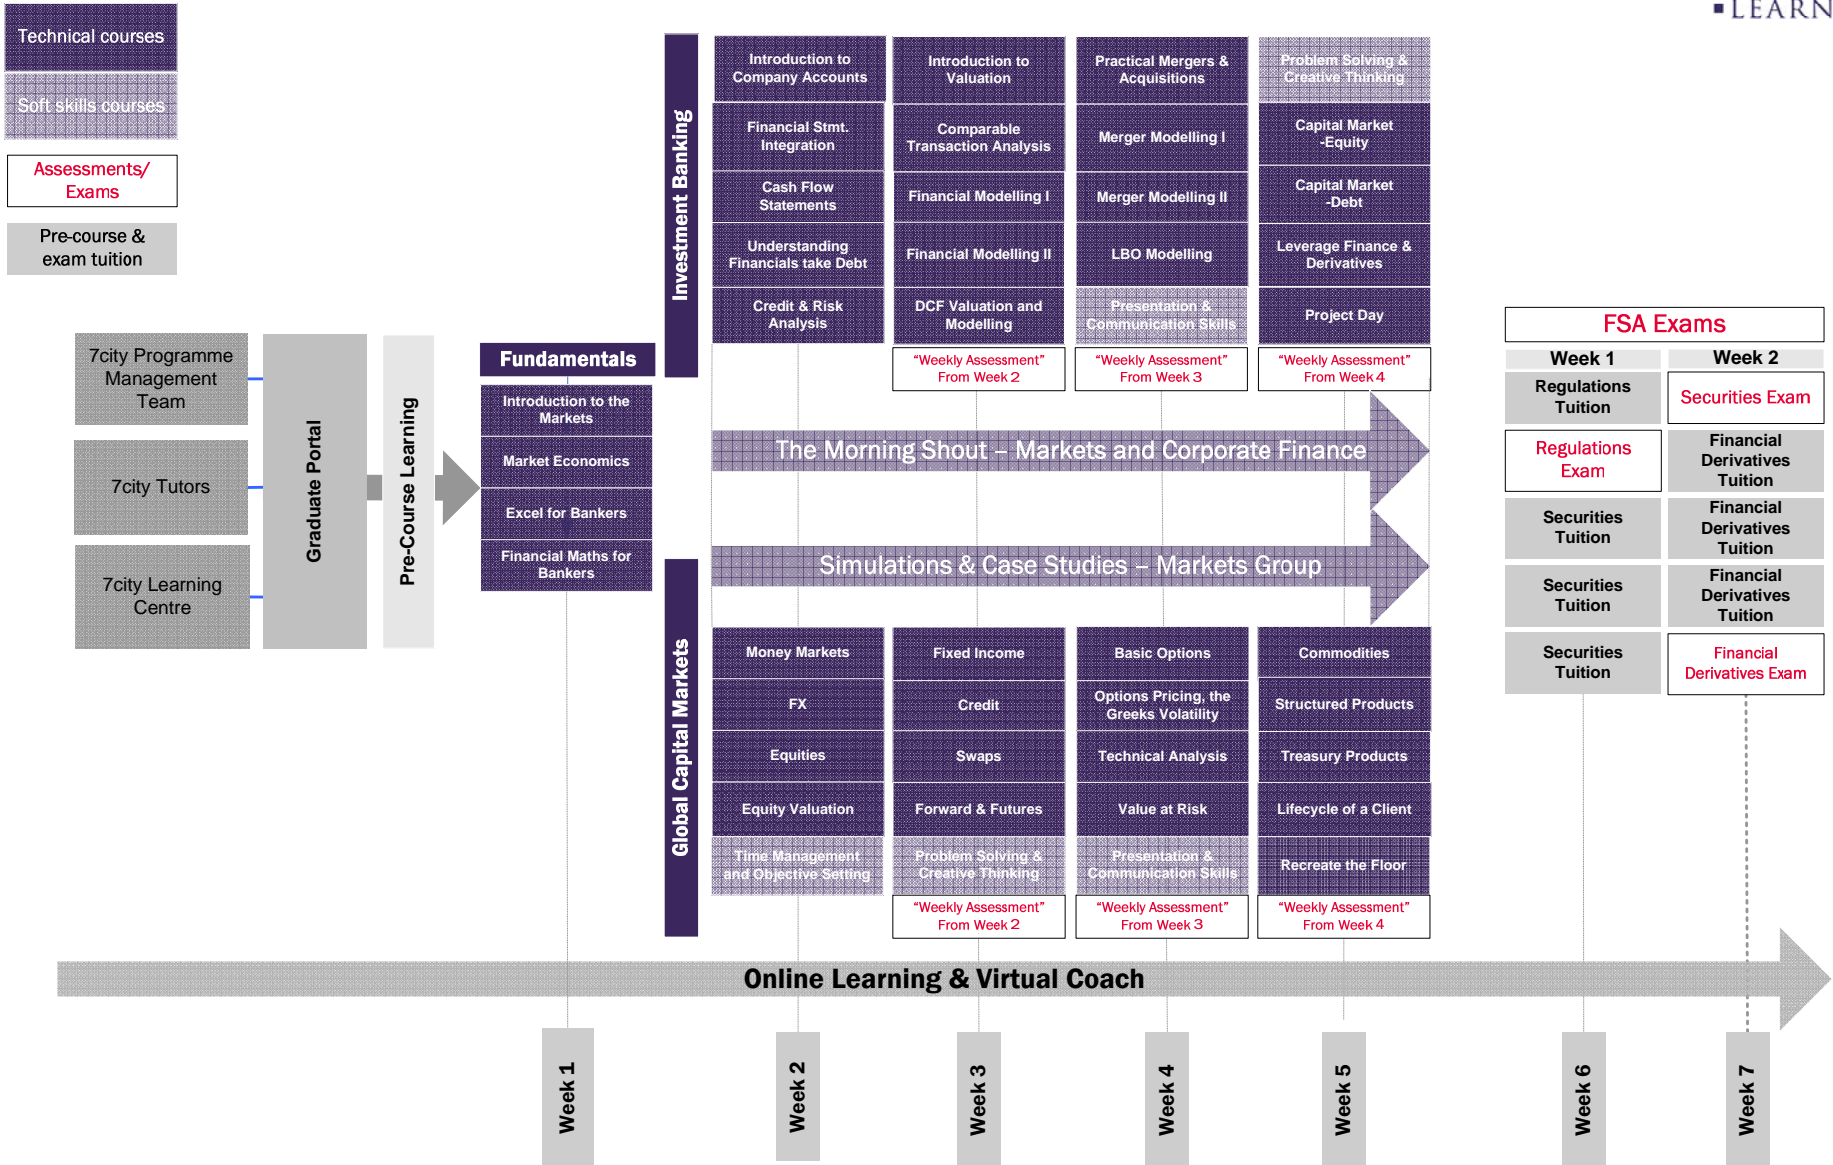 LEARN
Technical courses
Soft skills courses
Assessments/
Exams
Pre-course &
exam tuition
7city Programme
Management
Team
7city Tutors
7city Learning
Centre
Graduate Portal
Pre-Course Learning
Fundamentals
Introduction to the
Markets
Market Economics
Excel for Bankers
Financial Maths for
Bankers
Investment Banking
Introduction to
Company Accounts
Financial Stmt.
Integration
Cash Flow
Statements
Understanding
Financials take Debt
Credit & Risk
Analysis
Introduction to
Valuation
Comparable
Transaction Analysis
Financial Modelling I
Financial Modelling II
DCF Valuation and
Modelling
“Weekly Assessment”
From Week 2
Practical Mergers &
Acquisitions
Merger Modelling I
Merger Modelling II
LBO Modelling
Presentation &
Communication Skills
“Weekly Assessment”
From Week 3
Problem Solving &
Creative Thinking
Capital Market
-Equity
Capital Market
-Debt
Leverage Finance &
Derivatives
Project Day
“Weekly Assessment”
From Week 4
The Morning Shout – Markets and Corporate Finance
Simulations & Case Studies – Markets Group
Global Capital Markets
Money Markets
FX
Equities
Equity Valuation
Time Management
and Objective Setting
Fixed Income
Credit
Swaps
Forward & Futures
Problem Solving &
Creative Thinking
“Weekly Assessment”
From Week 2
Basic Options
Options Pricing, the
Greeks Volatility
Technical Analysis
Value at Risk
Presentation &
Communication Skills
“Weekly Assessment”
From Week 3
Commodities
Structured Products
Treasury Products
Lifecycle of a Client
Recreate the Floor
“Weekly Assessment”
From Week 4
FSA Exams
Week 1
Regulations
Tuition
Regulations
Exam
Securities
Tuition
Securities
Tuition
Securities
Tuition
Week 2
Securities Exam
Financial
Derivatives
Tuition
Financial
Derivatives
Tuition
Financial
Derivatives
Tuition
Financial
Derivatives Exam
Online Learning & Virtual Coach
Week 1
Week 2
Week 3
Week 4
Week 5
Week 6
Week 7